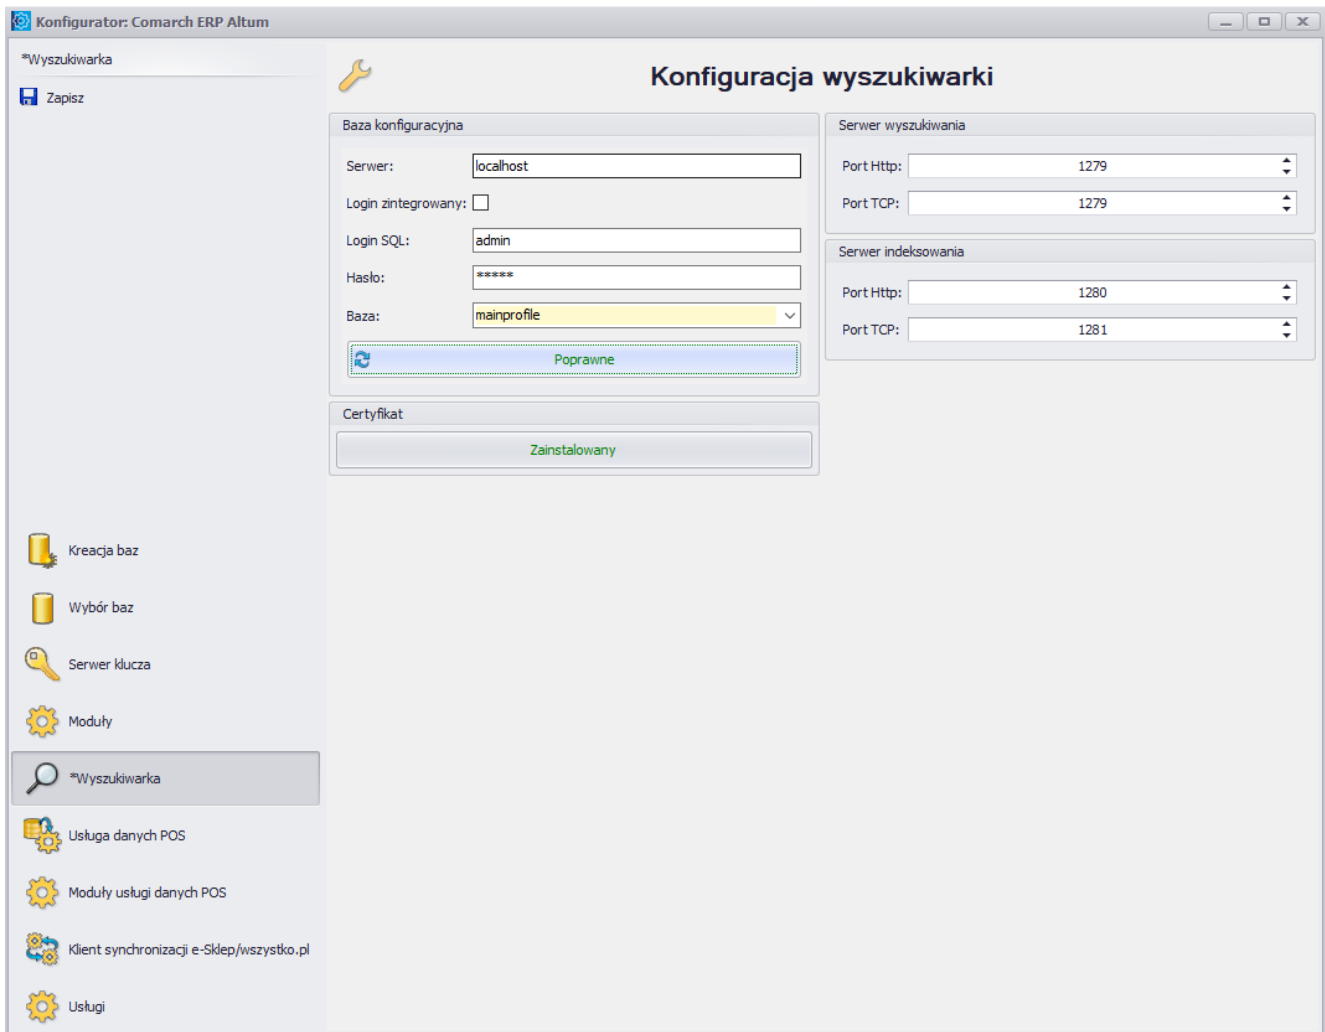 Konfigurator: Comarch ERP Altum
*Wyszukiwarka
Zapisz
Konfiguracja wyszukiwarki
Baza konfiguracyjna
Serwer: localhost
Login zintegrowany:
Login SQL: admin
Hasło: *****
Baza: mainprofile
Poprawne
Certyfikat
Zainstalowany
Serwer wyszukiwania
Port Http: 1279
Port TCP: 1279
Serwer indeksowania
Port Http: 1280
Port TCP: 1281
Kreacja baz
Wybór baz
Serwer klucza
Moduły
*Wyszukiwarka
Usługa danych POS
Moduły usługi danych POS
Klient synchronizacji e-Sklep/wszystko.pl
Usługi